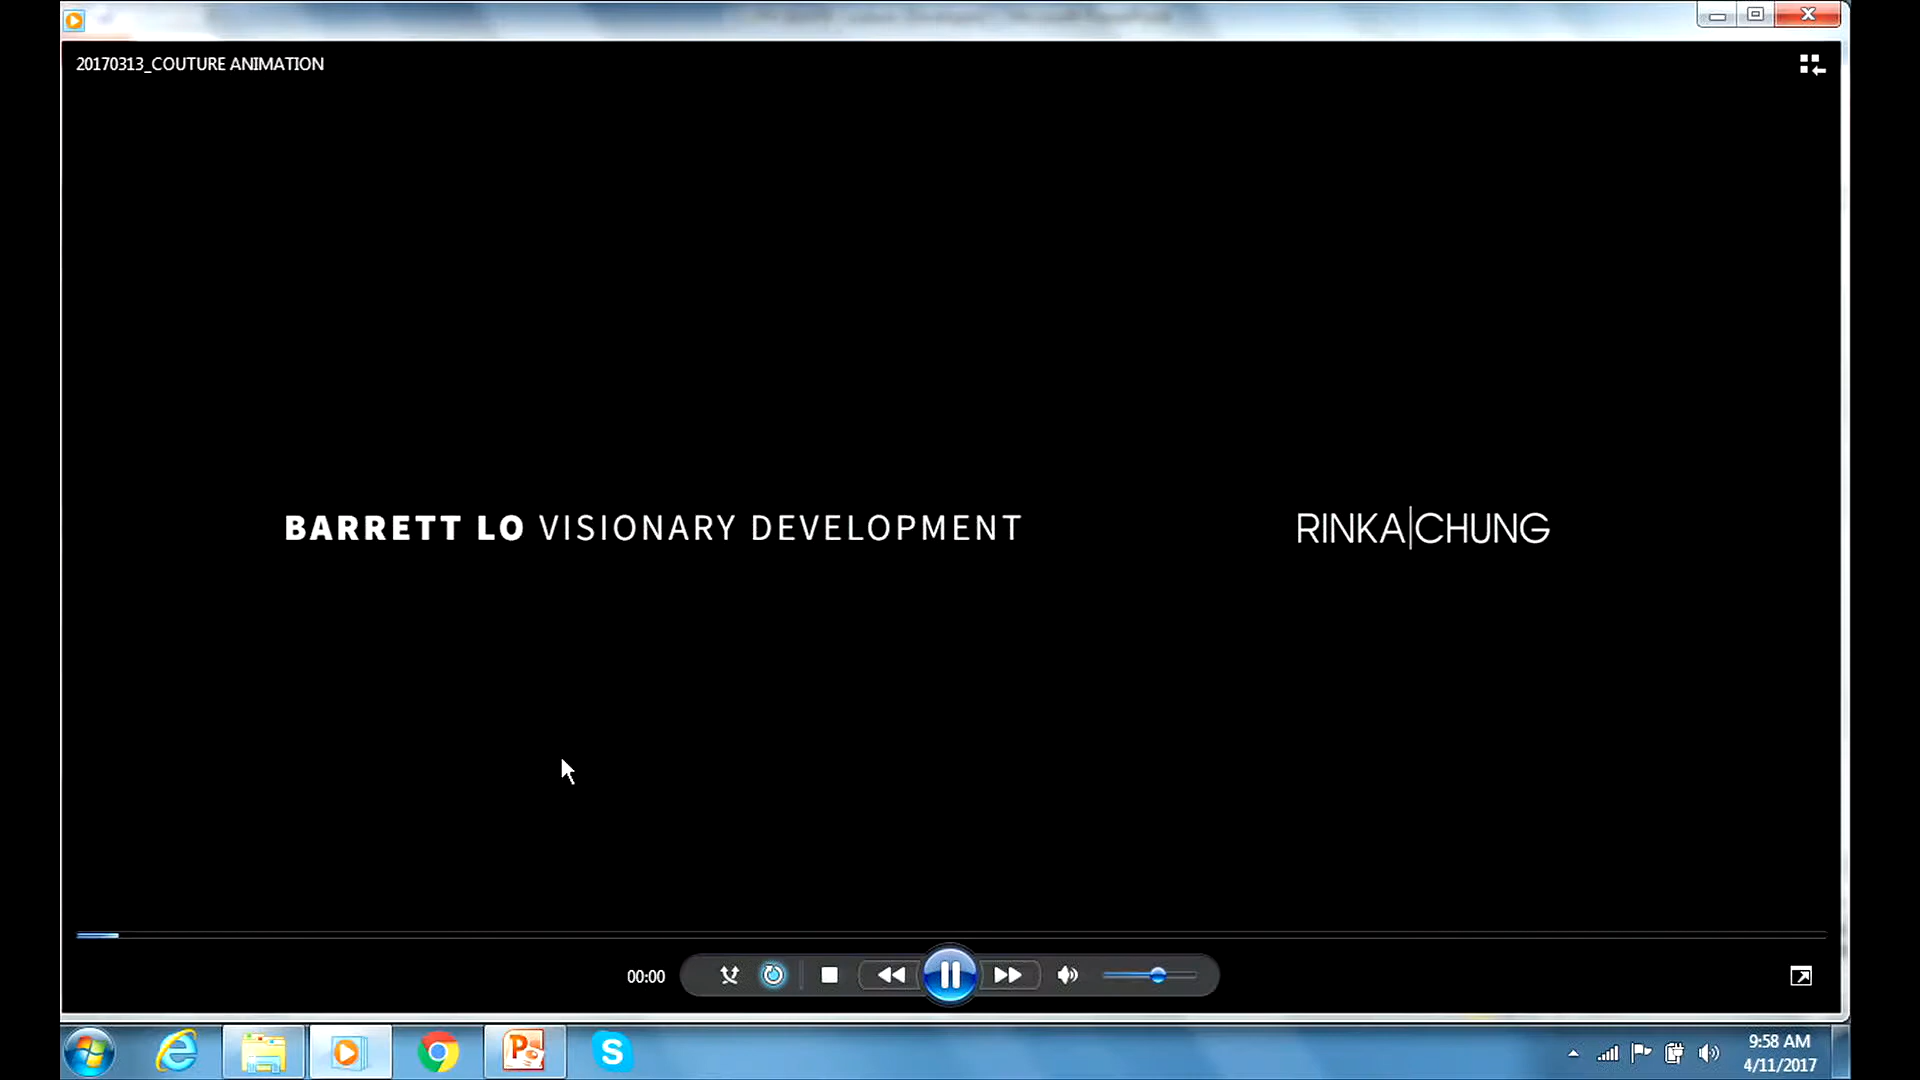 20170313_COUTURE ANIMATION
BARRETT LO VISIONARY DEVELOPMENT
RINKA|CHUNG
00:00
9:58 AM
4/11/2017